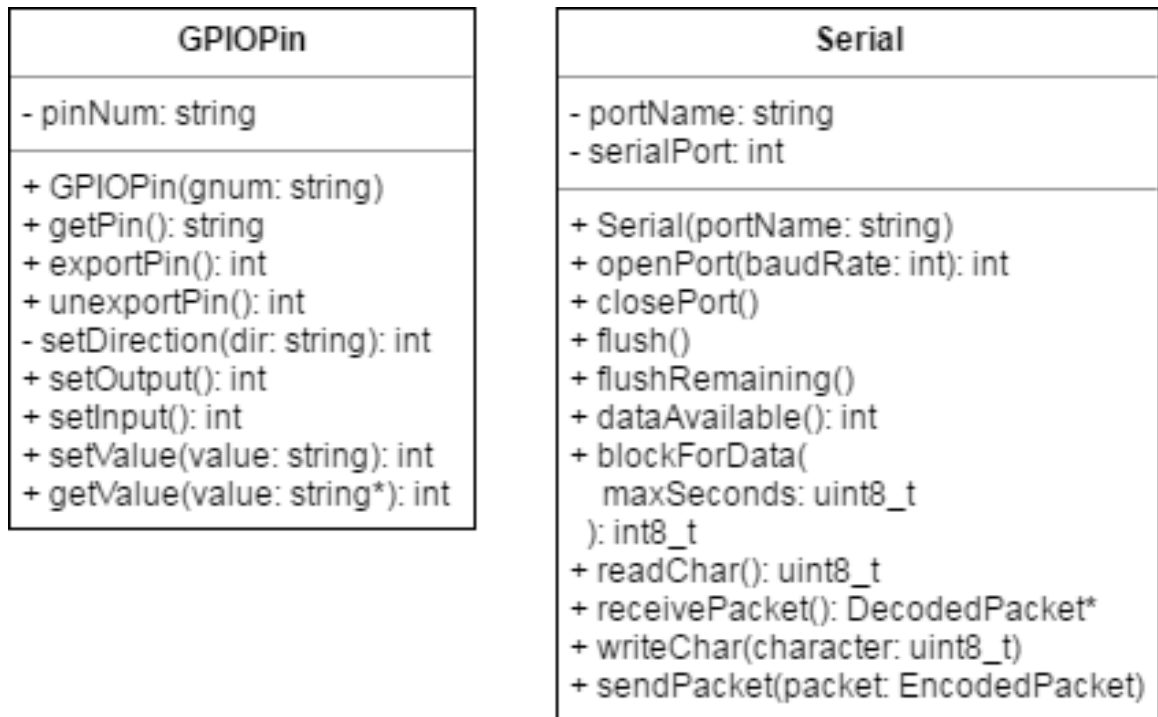 GPIOPin
- pinNum: string
+ GPIOPin(gnum: string)
+ getPin(): string
+ exportPin(): int
+ unexportPin(): int
- setDirection(dir: string): int
+ setOutput(): int
+ setInput(): int
+ setValue(value: string): int
+ getValue(value: string*): int
Serial
- portName: string
- serialPort: int
+ Serial(portName: string)
+ openPort(baudRate: int): int
+ closePort()
+ flush()
+ flushRemaining()
+ dataAvailable(): int
+ blockForData(
maxSeconds: uint8_t
): int8_t
+ readChar(): uint8_t
+ receivePacket(): DecodedPacket*
+ writeChar(character: uint8_t)
+ sendPacket(packet: EncodedPacket)